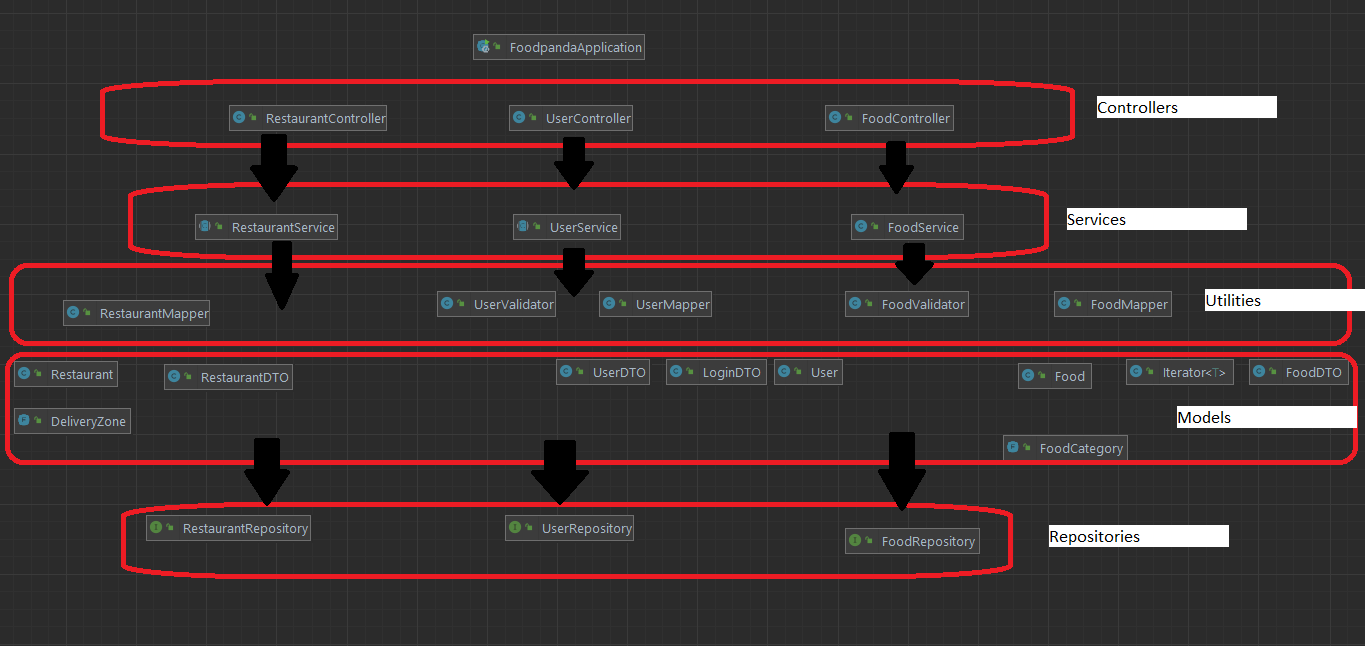 FoodpandaApplication
RestaurantController UserController FoodController Controllers
RestaurantService UserService FoodService Services
RestaurantMapper UserValidator UserMapper FoodValidator FoodMapper Utilities
Restaurant RestaurantDTO UserDTO LoginDTO User Food Iterator<T> FoodDTO
DeliveryZone Models
FoodCategory
RestaurantRepository UserRepository FoodRepository Repositories